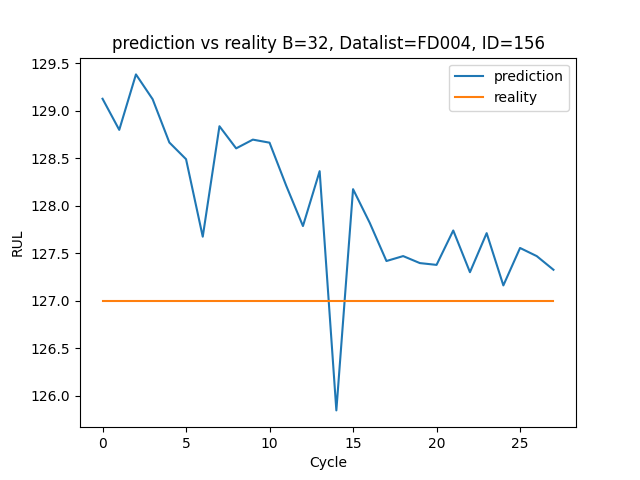 prediction vs reality B=32, Datalist=FD004, ID=156
129.5
129.0
128.5
128.0
127.5
127.0
126.5
126.0
RUL
prediction
reality
0 5 10 15 20 25
Cycle